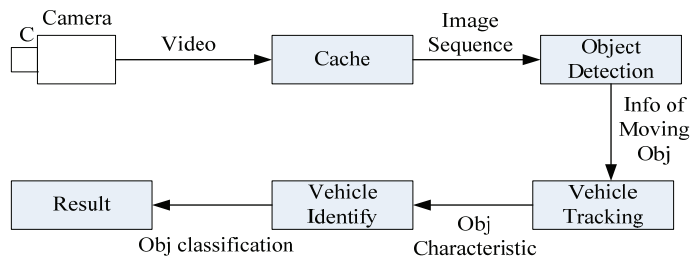 Camera
C
Video
Cache
Image
Sequence
Object
Detection
Info of
Moving
Obj
Vehicle
Tracking
Obj
Characteristic
Vehicle
Identify
Obj classification
Result